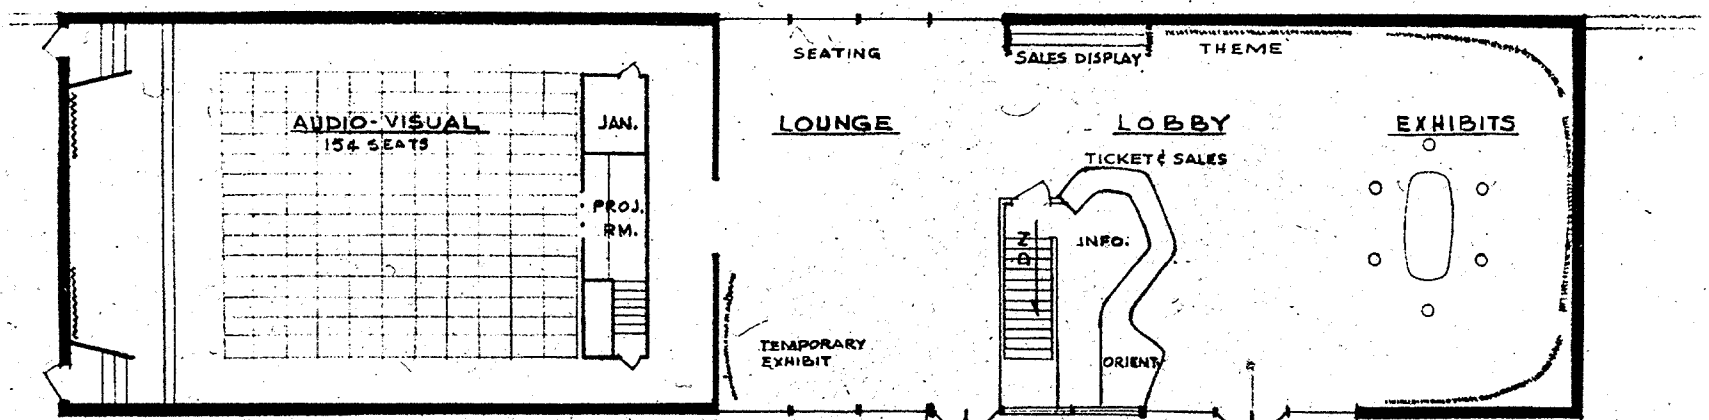 SEATING
SALES DISPLAY
THEME
AUDIO-VISUAL
154 SEATS
JAN.
LOUNGE
LOBBY
EXHIBITS
TICKET & SALES
PROJ.
RM.
DN
INFO.
TEMPORARY
EXHIBIT
ORIENT